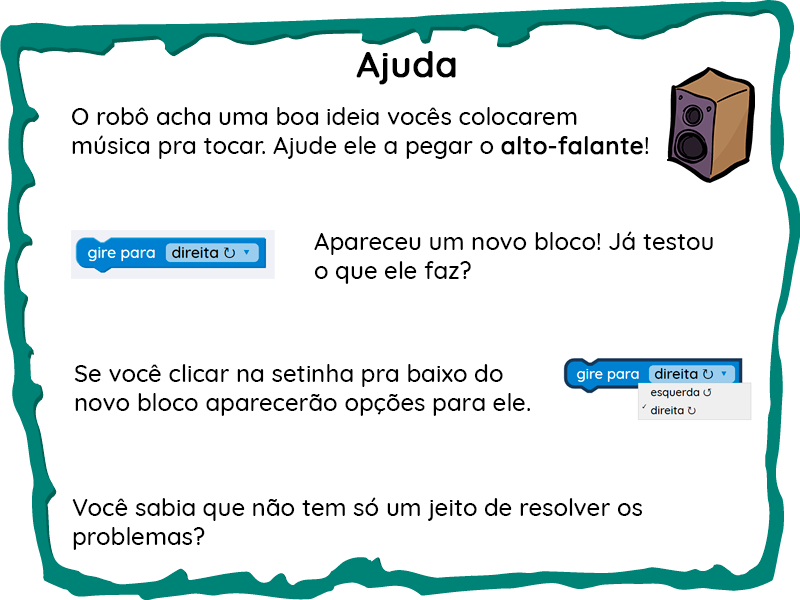 Ajuda
O robô acha uma boa ideia vocês colocarem
música pra tocar. Ajude ele a pegar o alto-falante!
gire para direita ↻ ▾
Apareceu um novo bloco! Já testou
o que ele faz?
Se você clicar na setinha pra baixo do
novo bloco aparecerão opções para ele.
gire para direita ↻ ▾
esquerda ↺
✓ direita ↻
Você sabia que não tem só um jeito de resolver os
problemas?